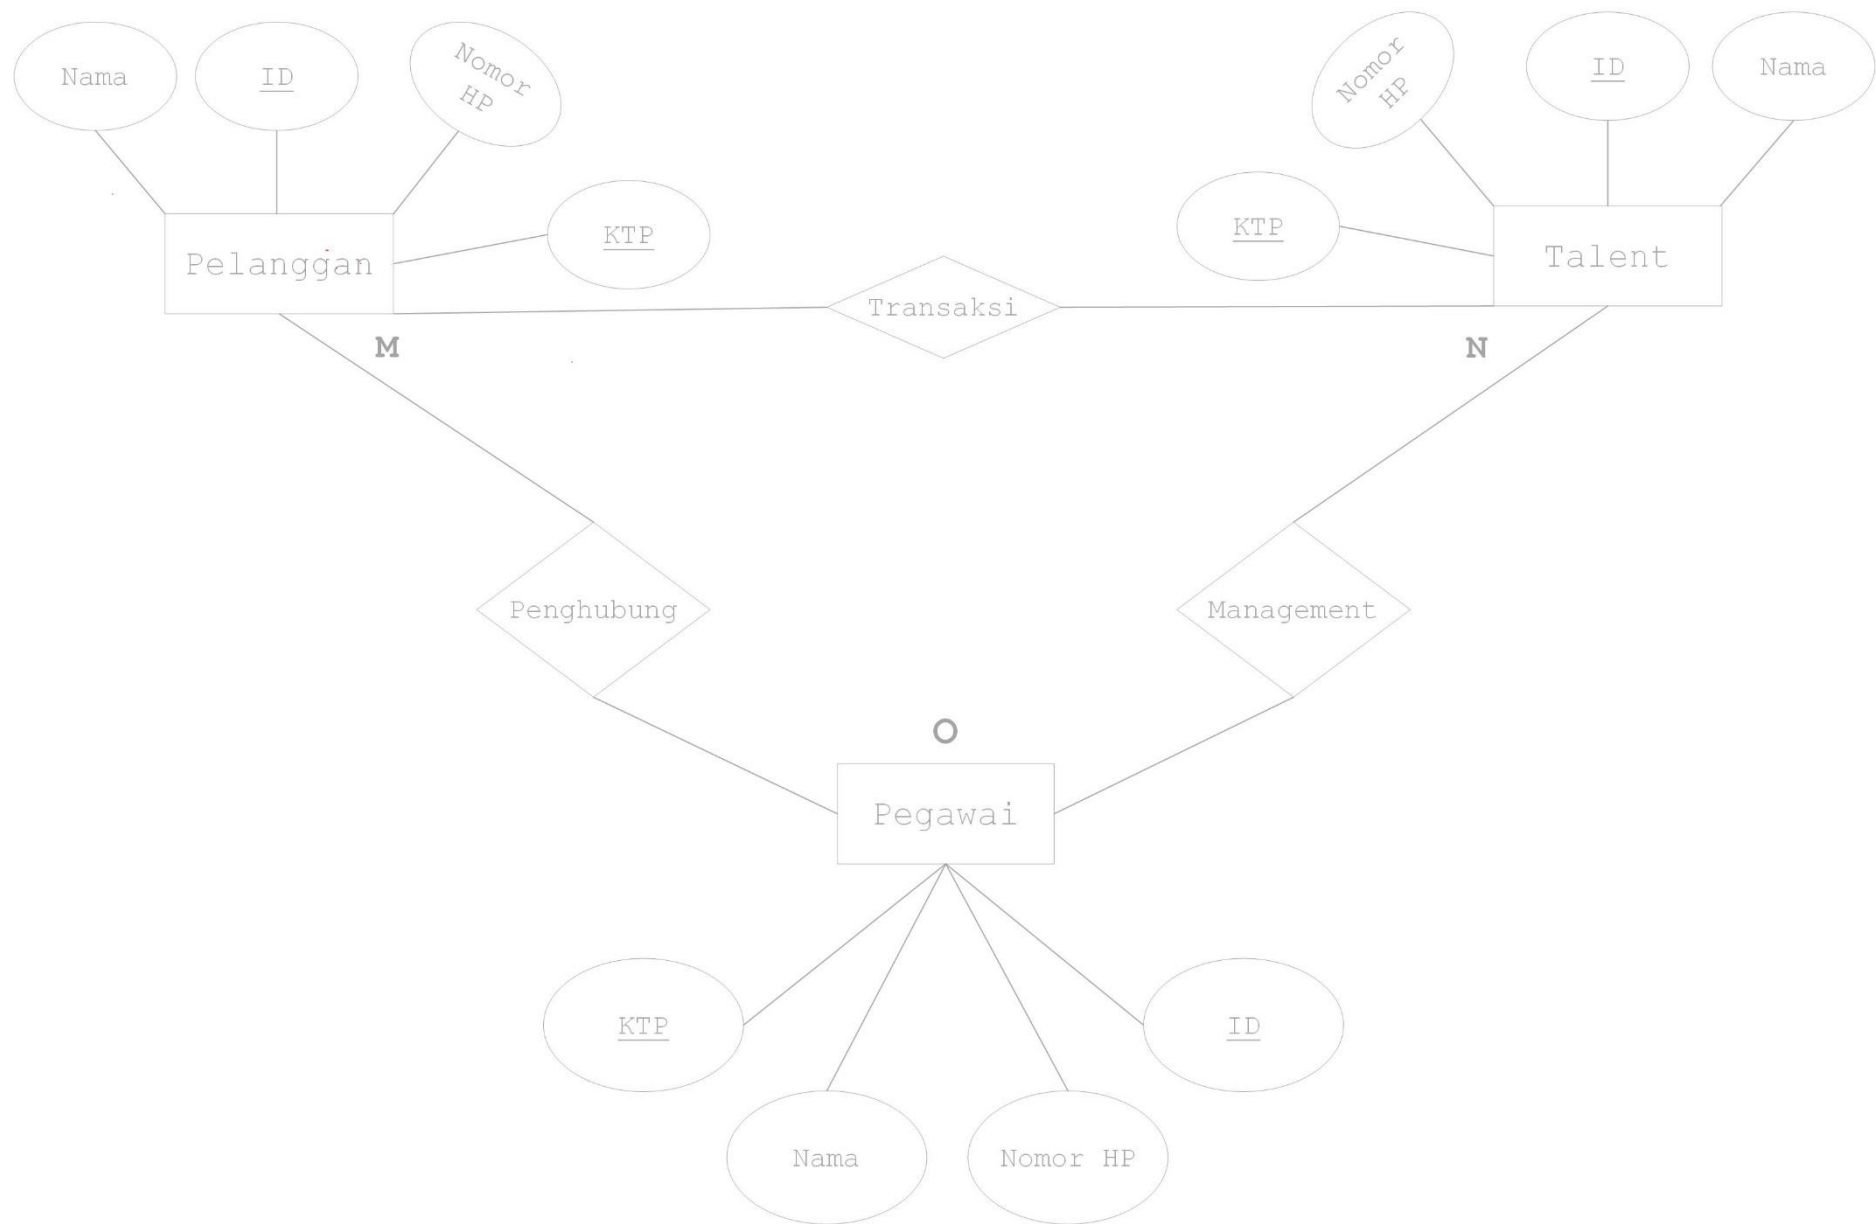 Nama
ID
Nomor
HP
Nomor
HP
ID
Nama
KTP
KTP
Pelanggan
Talent
Transaksi
M
N
Penghubung
Management
O
Pegawai
KTP
ID
Nama
Nomor HP